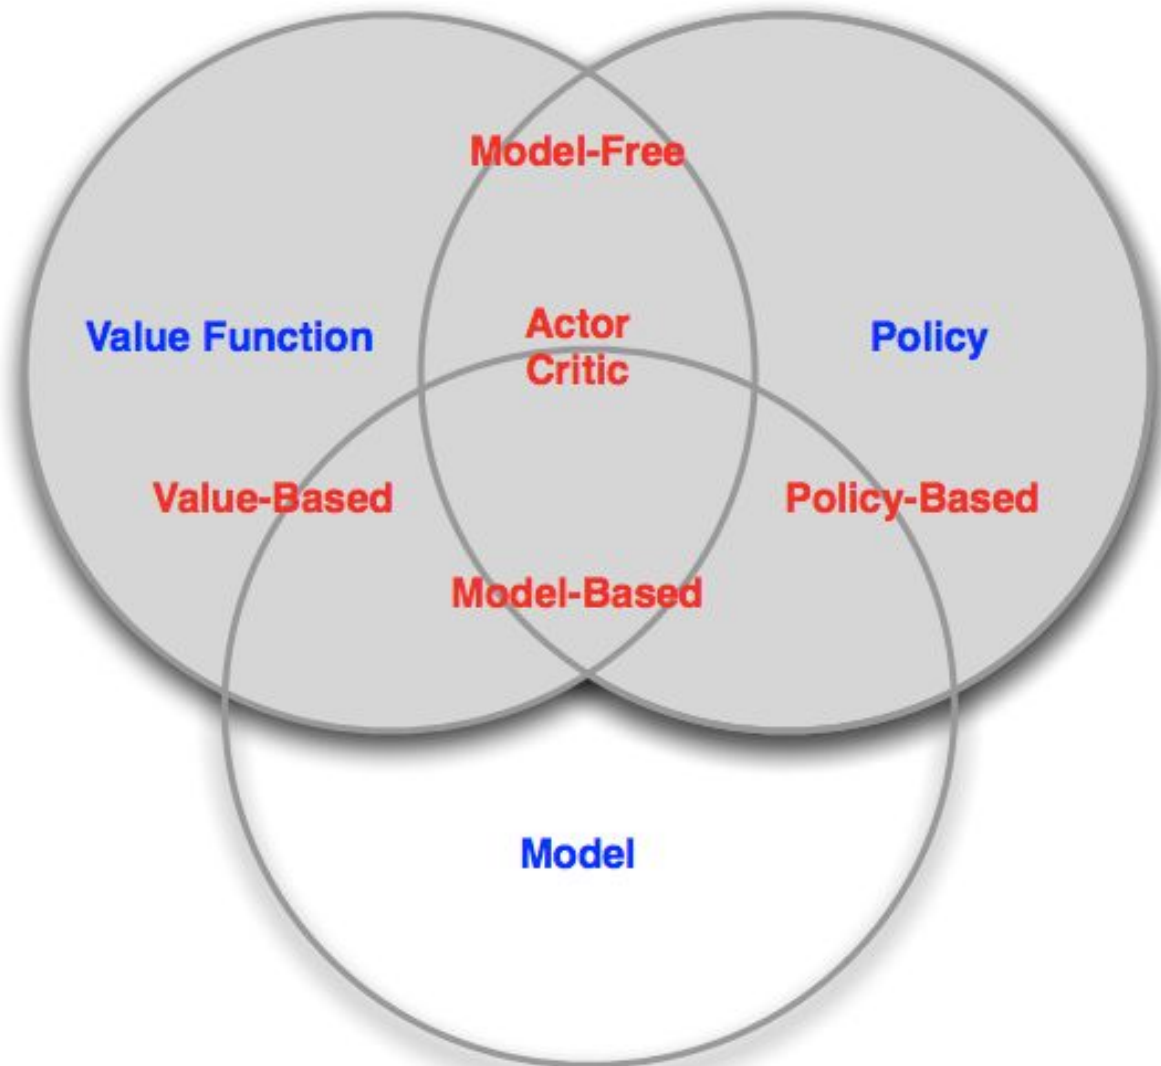 Model-Free
Value Function
Actor
Critic
Policy
Value-Based
Policy-Based
Model-Based
Model